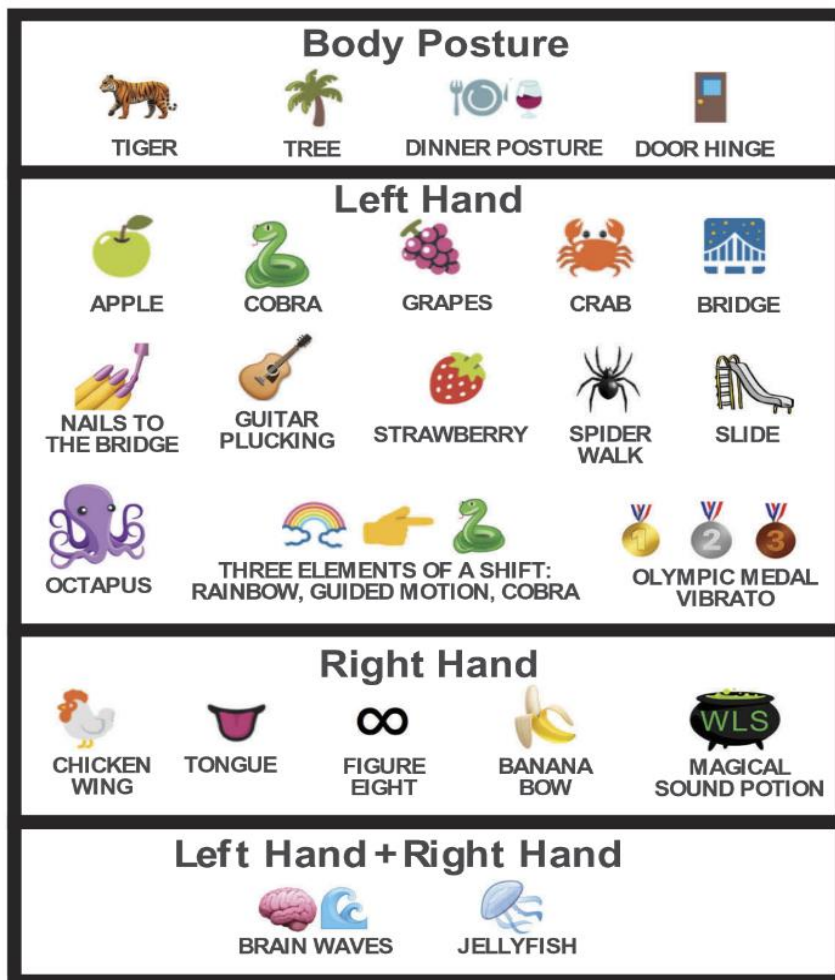 Body Posture
TIGER
TREE
DINNER POSTURE
DOOR HINGE
Left Hand
APPLE
COBRA
GRAPES
CRAB
BRIDGE
NAILS TO
THE BRIDGE
GUITAR
PLUCKING
STRAWBERRY
SPIDER
WALK
SLIDE
OCTAPUS
THREE ELEMENTS OF A SHIFT:
RAINBOW, GUIDED MOTION, COBRA
1
2
3
OLYMPIC MEDAL
VIBRATO
Right Hand
CHICKEN
WING
TONGUE
FIGURE
EIGHT
BANANA
BOW
WLS
MAGICAL
SOUND POTION
Left Hand + Right Hand
BRAIN WAVES
JELLYFISH